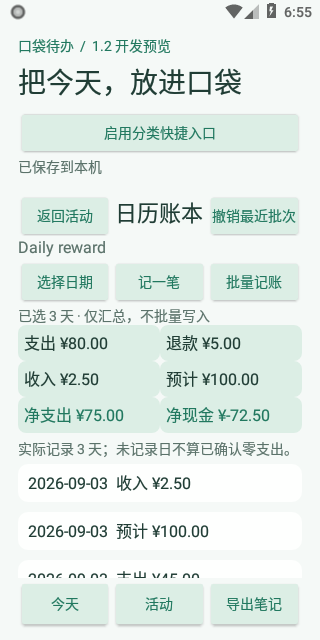 6:55
口袋待办 / 1.2 开发预览
把今天，放进口袋
启用分类快捷入口
已保存到本机
返回活动 日历账本 撤销最近批次
Daily reward
选择日期 记一笔 批量记账
已选 3 天 · 仅汇总，不批量写入
支出 ¥80.00 退款 ¥5.00
收入 ¥2.50 预计 ¥100.00
净支出 ¥75.00 净现金 ¥-72.50
实际记录 3 天；未记录日不算已确认零支出。
2026-09-03 收入 ¥2.50
2026-09-03 预计 ¥100.00
2026-09-03 支出 ¥45.00
今天 活动 导出笔记